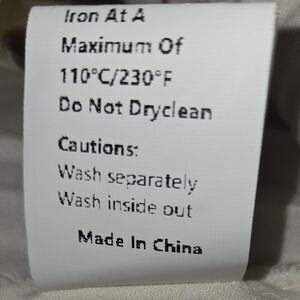 Iron At A
Maximum Of
110°C/230°F
Do Not Dryclean
Cautions:
Wash separately
Wash inside out
Made In China